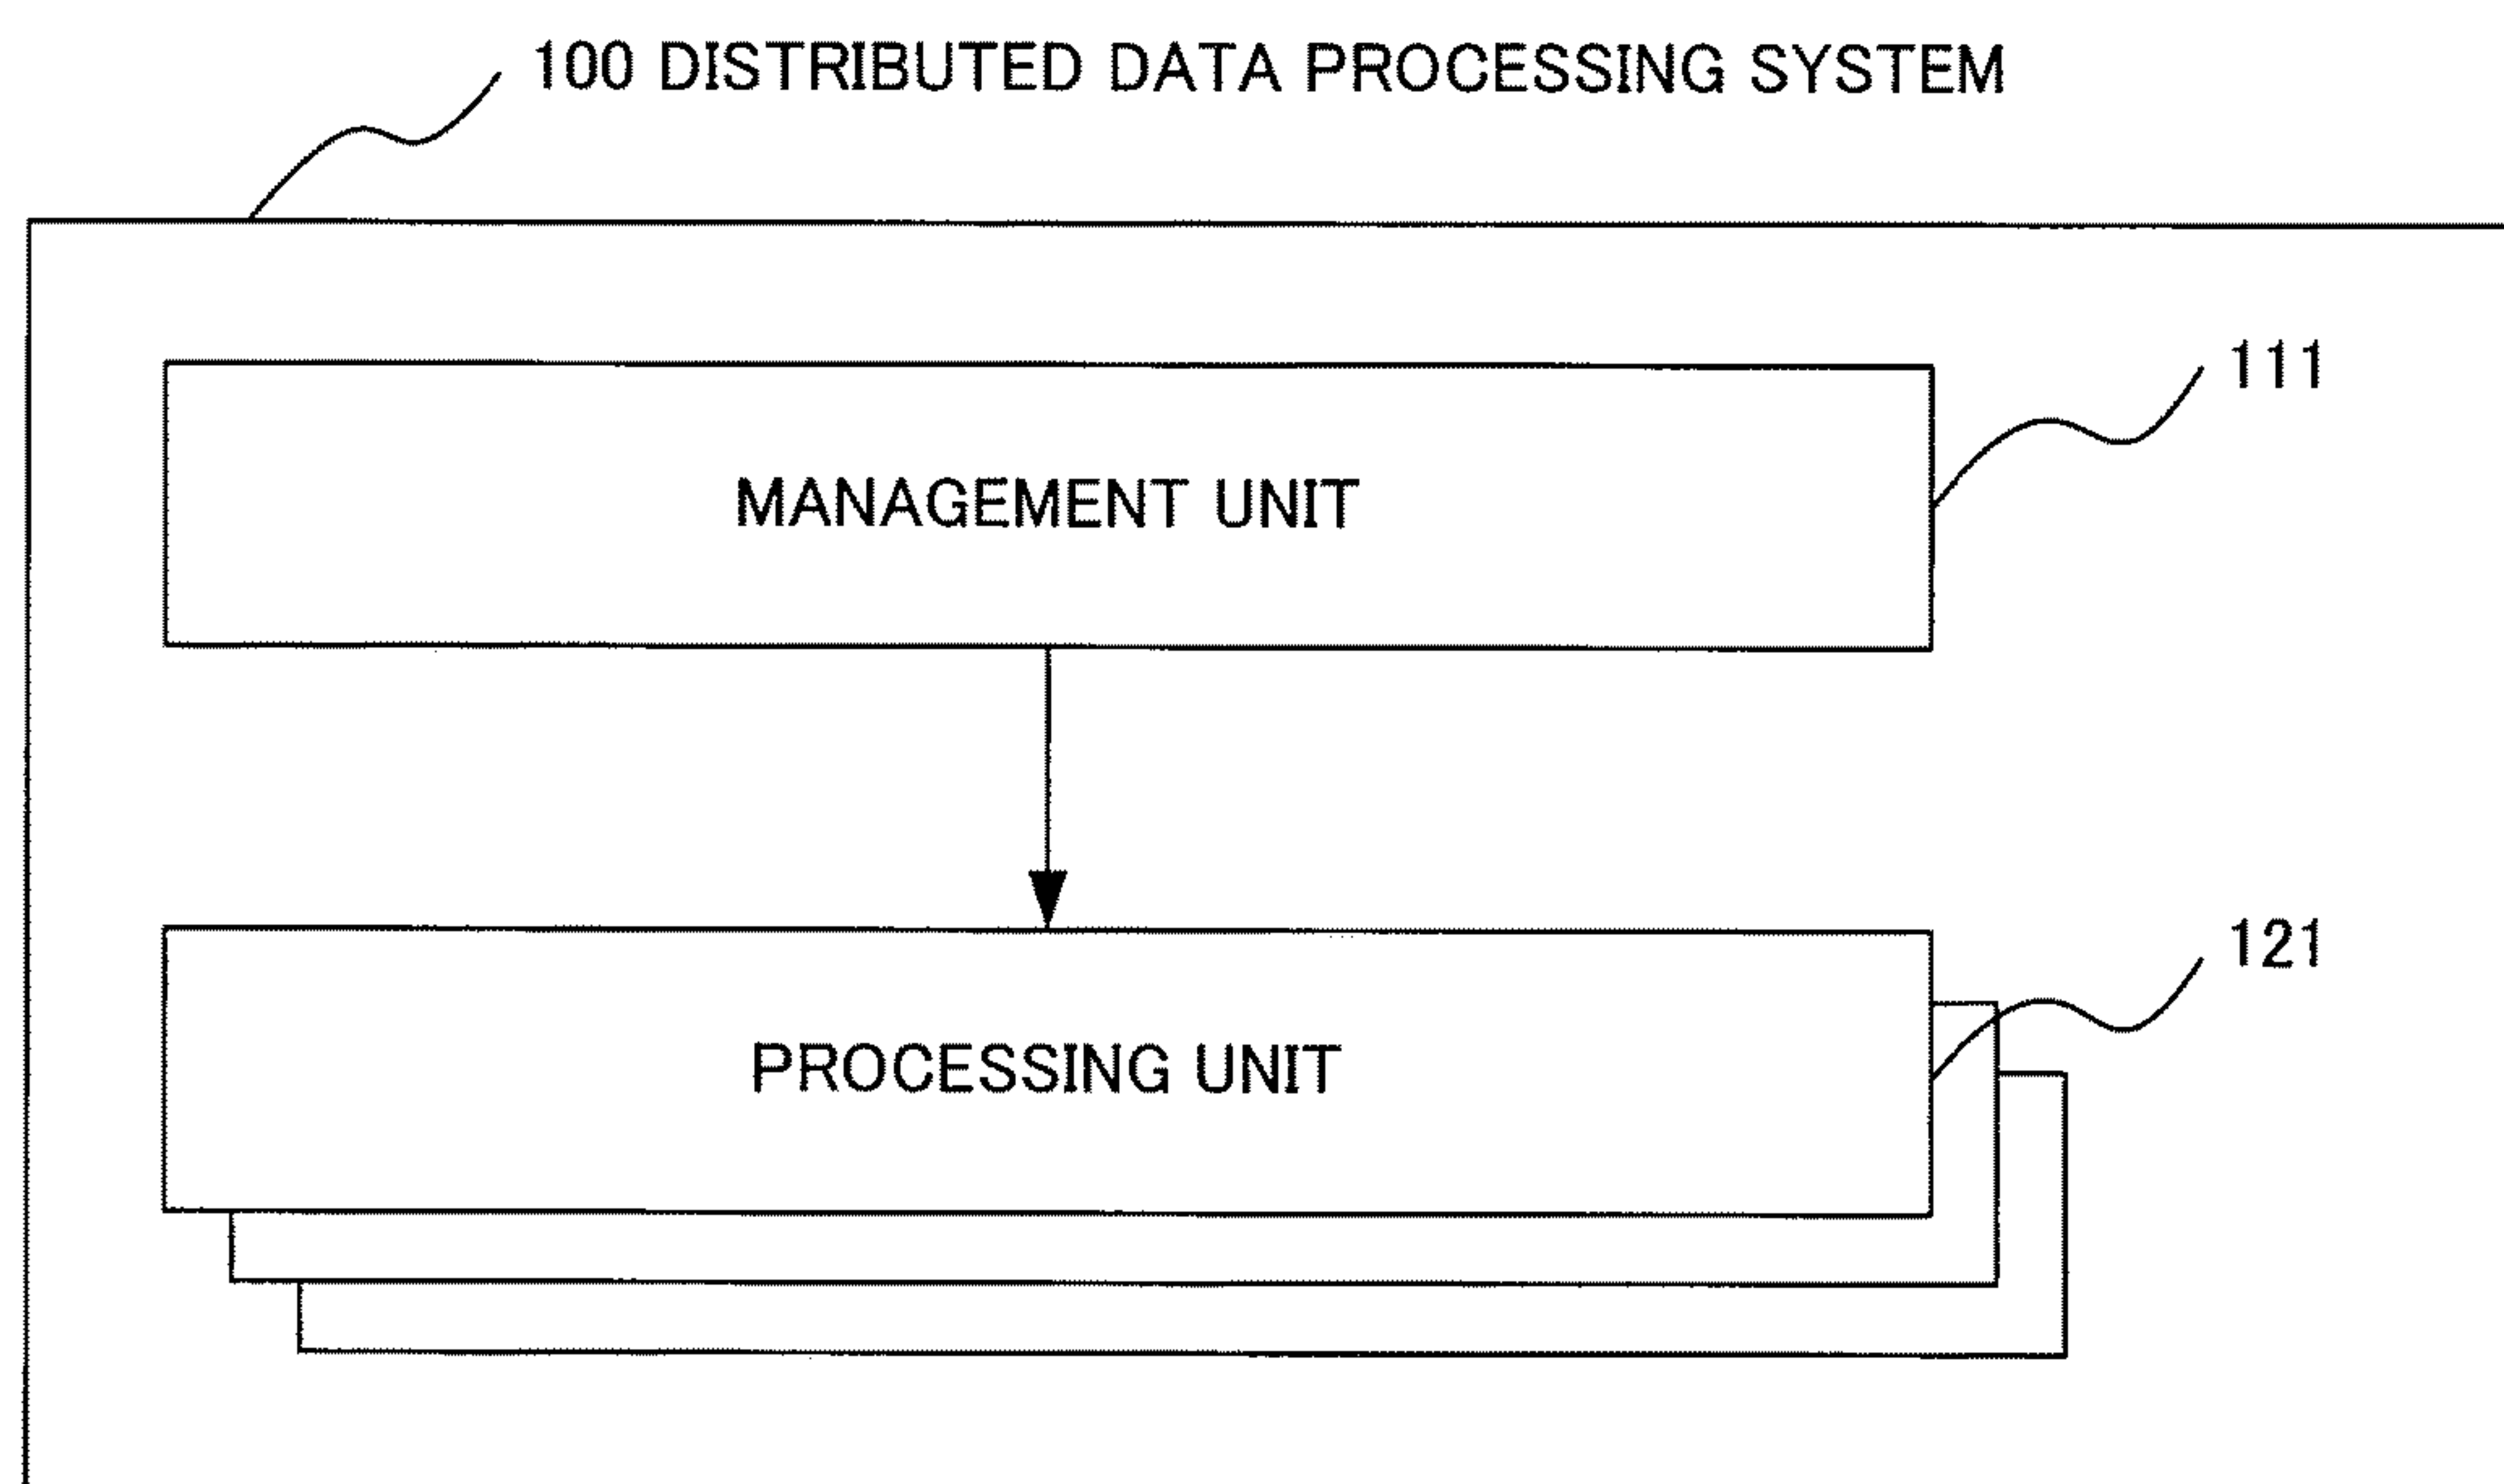 100 DISTRIBUTED DATA PROCESSING SYSTEM
111
MANAGEMENT UNIT
121
PROCESSING UNIT